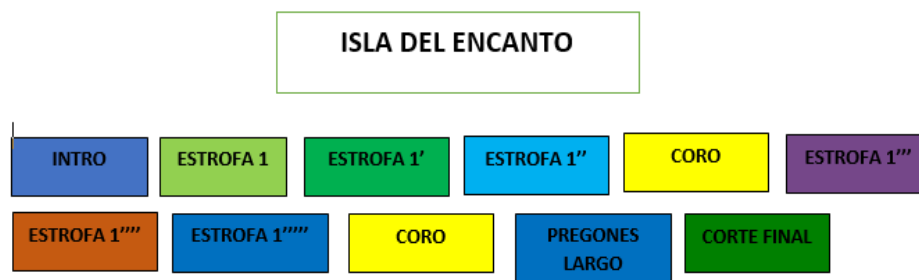 ISLA DEL ENCANTO
INTRO
ESTROFA 1
ESTROFA 1'
ESTROFA 1''
CORO
ESTROFA 1'''
ESTROFA 1''''
ESTROFA 1'''''
CORO
PREGONES
LARGO
CORTE FINAL